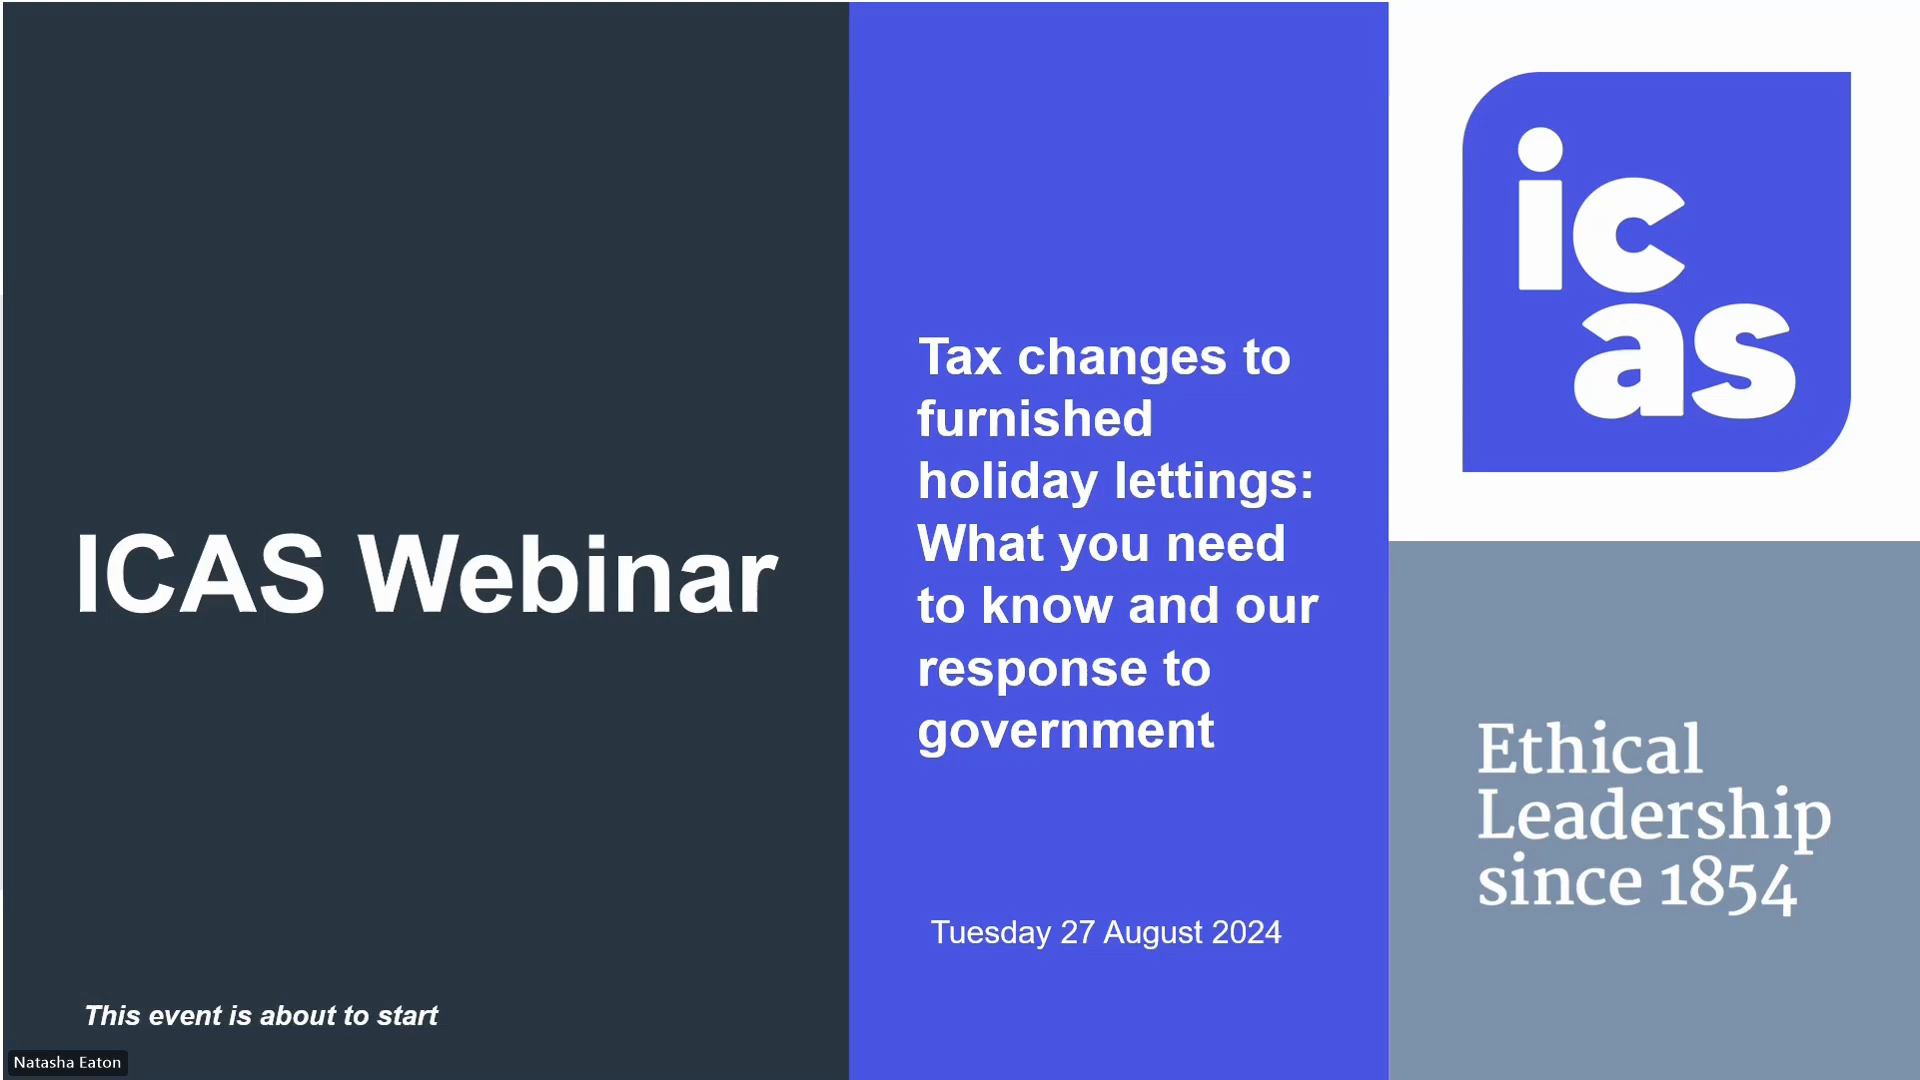 ICAS Webinar
This event is about to start
Natasha Eaton
Tax changes to
furnished
holiday lettings:
What you need
to know and our
response to
government
Tuesday 27 August 2024
ic
as
Ethical
Leadership
since 1854